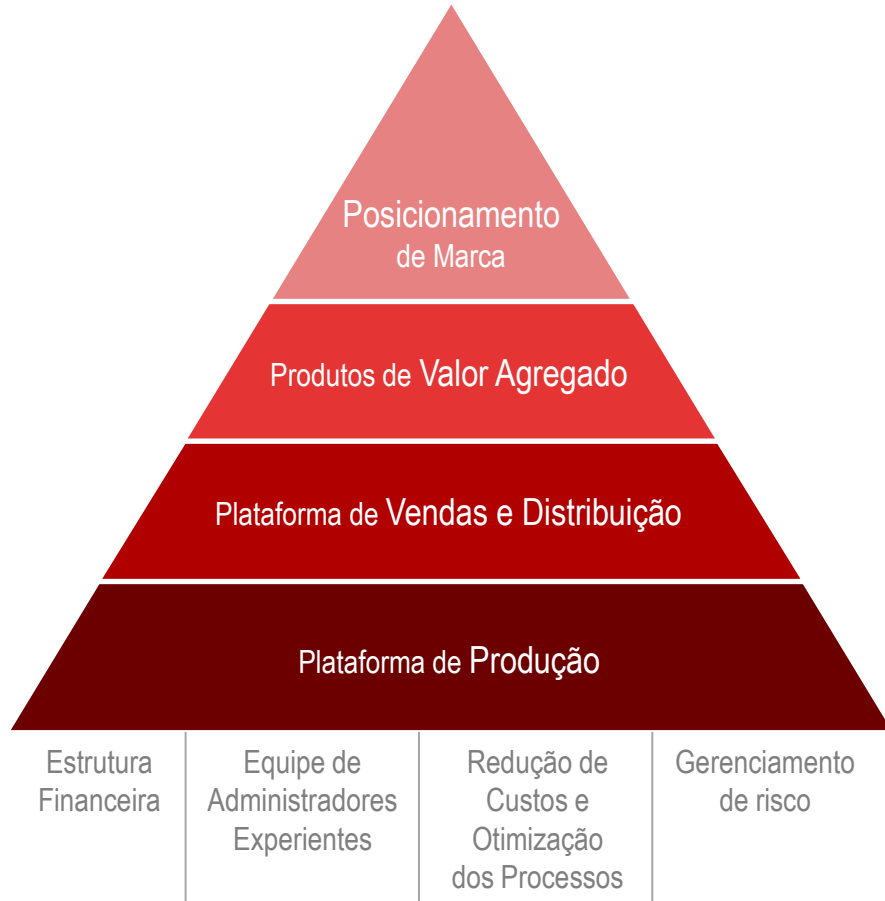 Posicionamento
de Marca
Produtos de Valor Agregado
Plataforma de Vendas e Distribuição
Plataforma de Produção
Estrutura
Financeira
Equipe de
Administradores
Experientes
Redução de
Custos e
Otimização
dos Processos
Gerenciamento
de risco